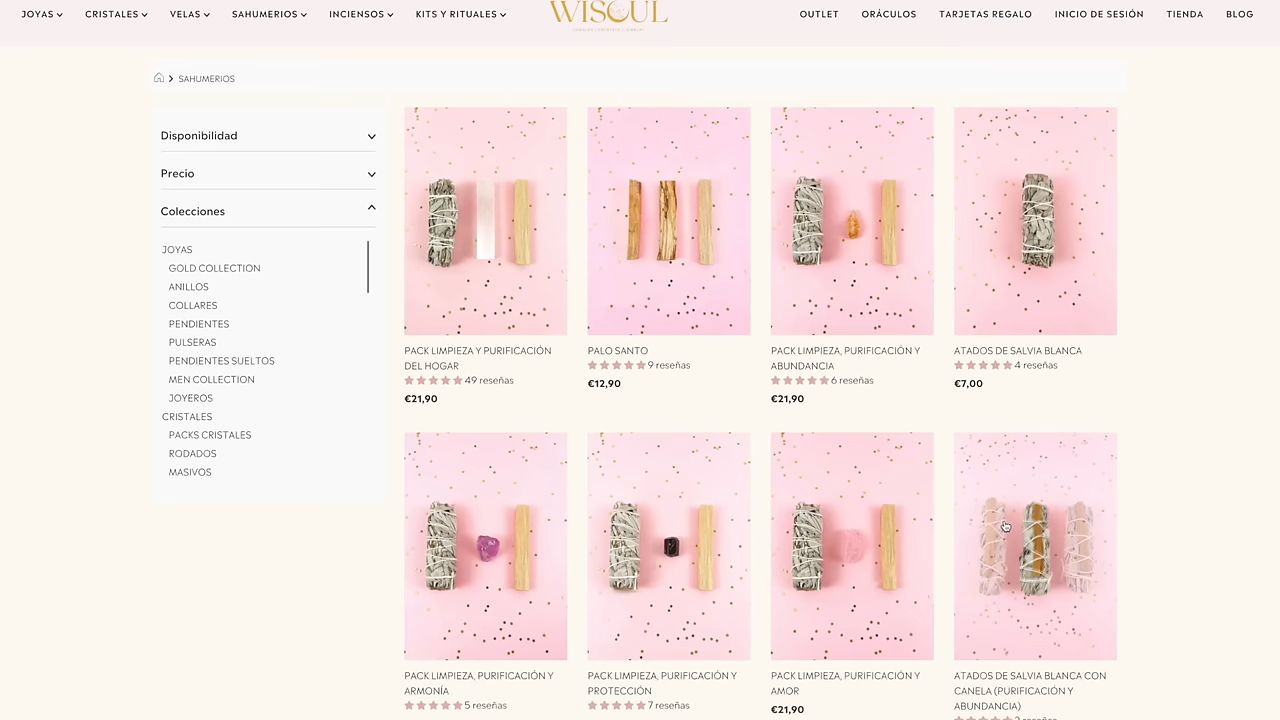 JOYAS
CRISTALES
VELAS
SAHUMERIOS
INCIENSOS
KITS Y RITUALES
WISOUL
OUTLET
ORÁCULOS
TARJETAS REGALO
INICIO DE SESIÓN
TIENDA
BLOG
SAHUMERIOS
Disponibilidad
Precio
Colecciones
JOYAS
GOLD COLLECTION
ANILLOS
COLLARES
PENDIENTES
PULSERAS
PENDIENTES SUELTOS
MEN COLLECTION
JOYEROS
CRISTALES
PACKS CRISTALES
RODADOS
MASIVOS
PACK LIMPIEZA Y PURIFICACIÓN
DEL HOGAR
49 reseñas
€21,90
PALO SANTO
9 reseñas
€12,90
PACK LIMPIEZA, PURIFICACIÓN Y
ABUNDANCIA
6 reseñas
€21,90
ATADOS DE SALVIA BLANCA
4 reseñas
€7,00
PACK LIMPIEZA, PURIFICACIÓN Y
ARMONÍA
5 reseñas
PACK LIMPIEZA, PURIFICACIÓN Y
PROTECCIÓN
7 reseñas
PACK LIMPIEZA, PURIFICACIÓN Y
AMOR
€21,90
ATADOS DE SALVIA BLANCA CON
CANELA (PURIFICACIÓN Y
ABUNDANCIA)